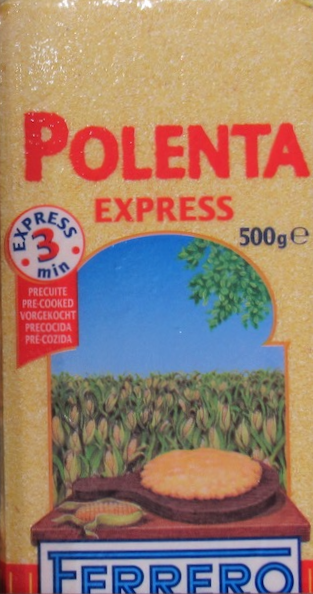 POLENTA
EXPRESS
500g℮
EXPRESS
3
min
PRECUITE
PRE-COOKED
VORGEKOCHT
PRECOCIDA
PRE-COZIDA
FERRERO